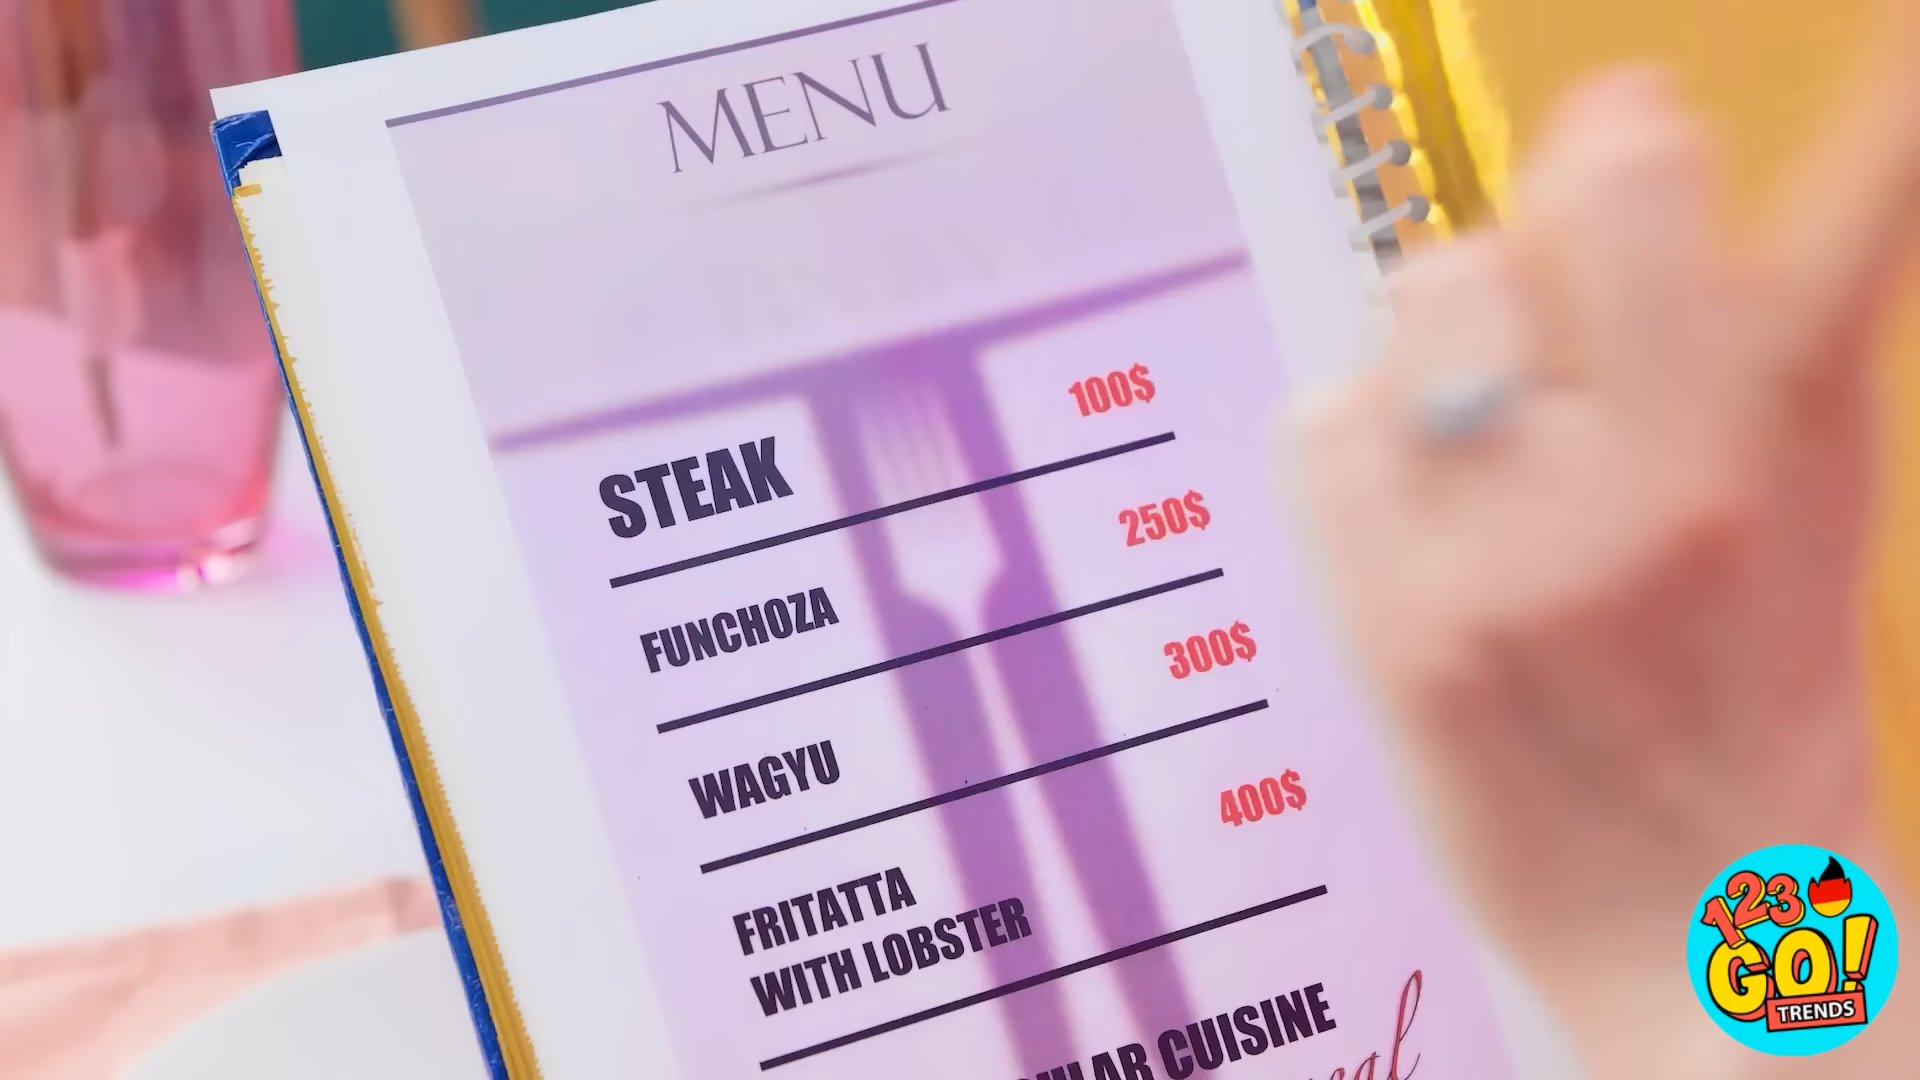 MENU
100$
STEAK
250$
FUNCHOZA
300$
WAGYU
400$
FRITATTA
WITH LOBSTER
CUISINE
123
GO!
TRENDS